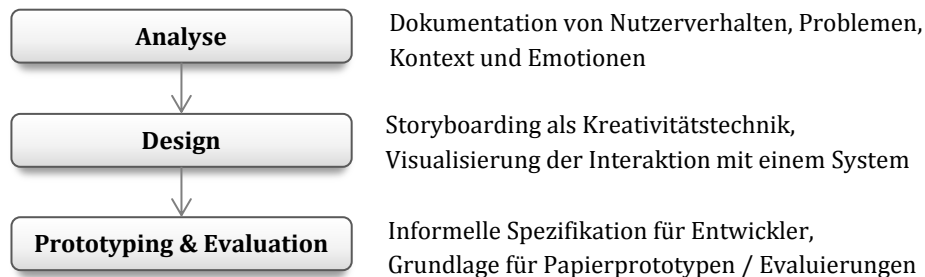 Analyse
Dokumentation von Nutzerverhalten, Problemen,
Kontext und Emotionen
Design
Storyboarding als Kreativitätstechnik,
Visualisierung der Interaktion mit einem System
Prototyping & Evaluation
Informelle Spezifikation für Entwickler,
Grundlage für Papierprototypen / Evaluierungen